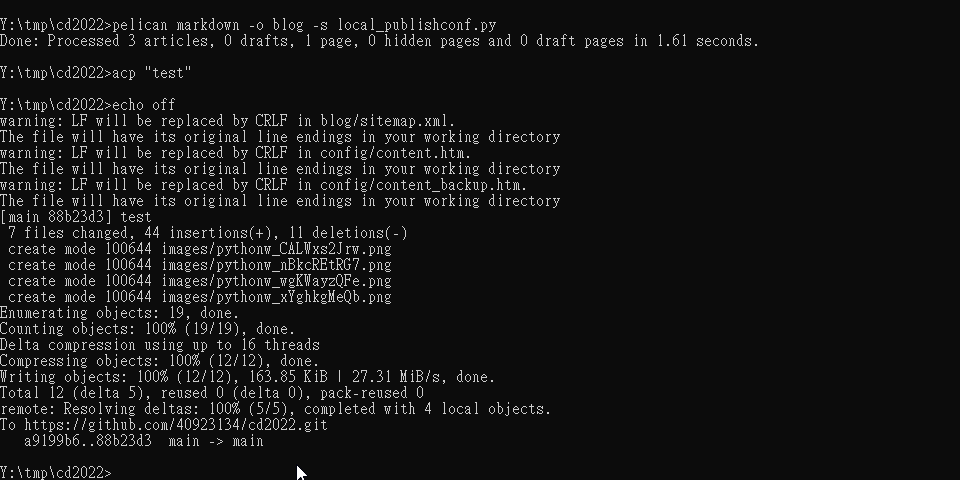 Y:\tmp\cd2022>pelican markdown -o blog -s local_publishconf.py
Done: Processed 3 articles, 0 drafts, 1 page, 0 hidden pages and 0 draft pages in 1.61 seconds.
Y:\tmp\cd2022>acp "test"
Y:\tmp\cd2022>echo off
warning: LF will be replaced by CRLF in blog/sitemap.xml.
The file will have its original line endings in your working directory
warning: LF will be replaced by CRLF in config/content.htm.
The file will have its original line endings in your working directory
warning: LF will be replaced by CRLF in config/content_backup.htm.
The file will have its original line endings in your working directory
[main 88b23d3] test
 7 files changed, 44 insertions(+), 11 deletions(-)
 create mode 100644 images/pythonw_CALWxs2Jrw.png
 create mode 100644 images/pythonw_nBkcREtRG7.png
 create mode 100644 images/pythonw_wgKWayzQFe.png
 create mode 100644 images/pythonw_xYghkgMeQb.png
Enumerating objects: 19, done.
Counting objects: 100% (19/19), done.
Delta compression using up to 16 threads
Compressing objects: 100% (12/12), done.
Writing objects: 100% (12/12), 163.85 KiB | 27.31 MiB/s, done.
Total 12 (delta 5), reused 0 (delta 0), pack-reused 0
remote: Resolving deltas: 100% (5/5), completed with 4 local objects.
To https://github.com/40923134/cd2022.git
   a9199b6..88b23d3  main -> main
Y:\tmp\cd2022>